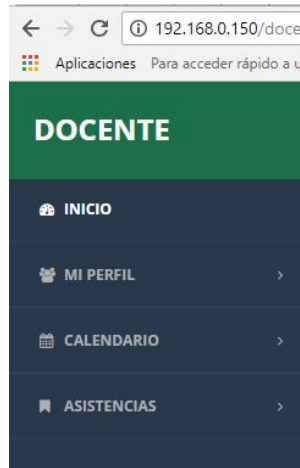 192.168.0.150/doce
Aplicaciones Para acceder rápido a u
DOCENTE
INICIO
MI PERFIL
CALENDARIO
ASISTENCIAS